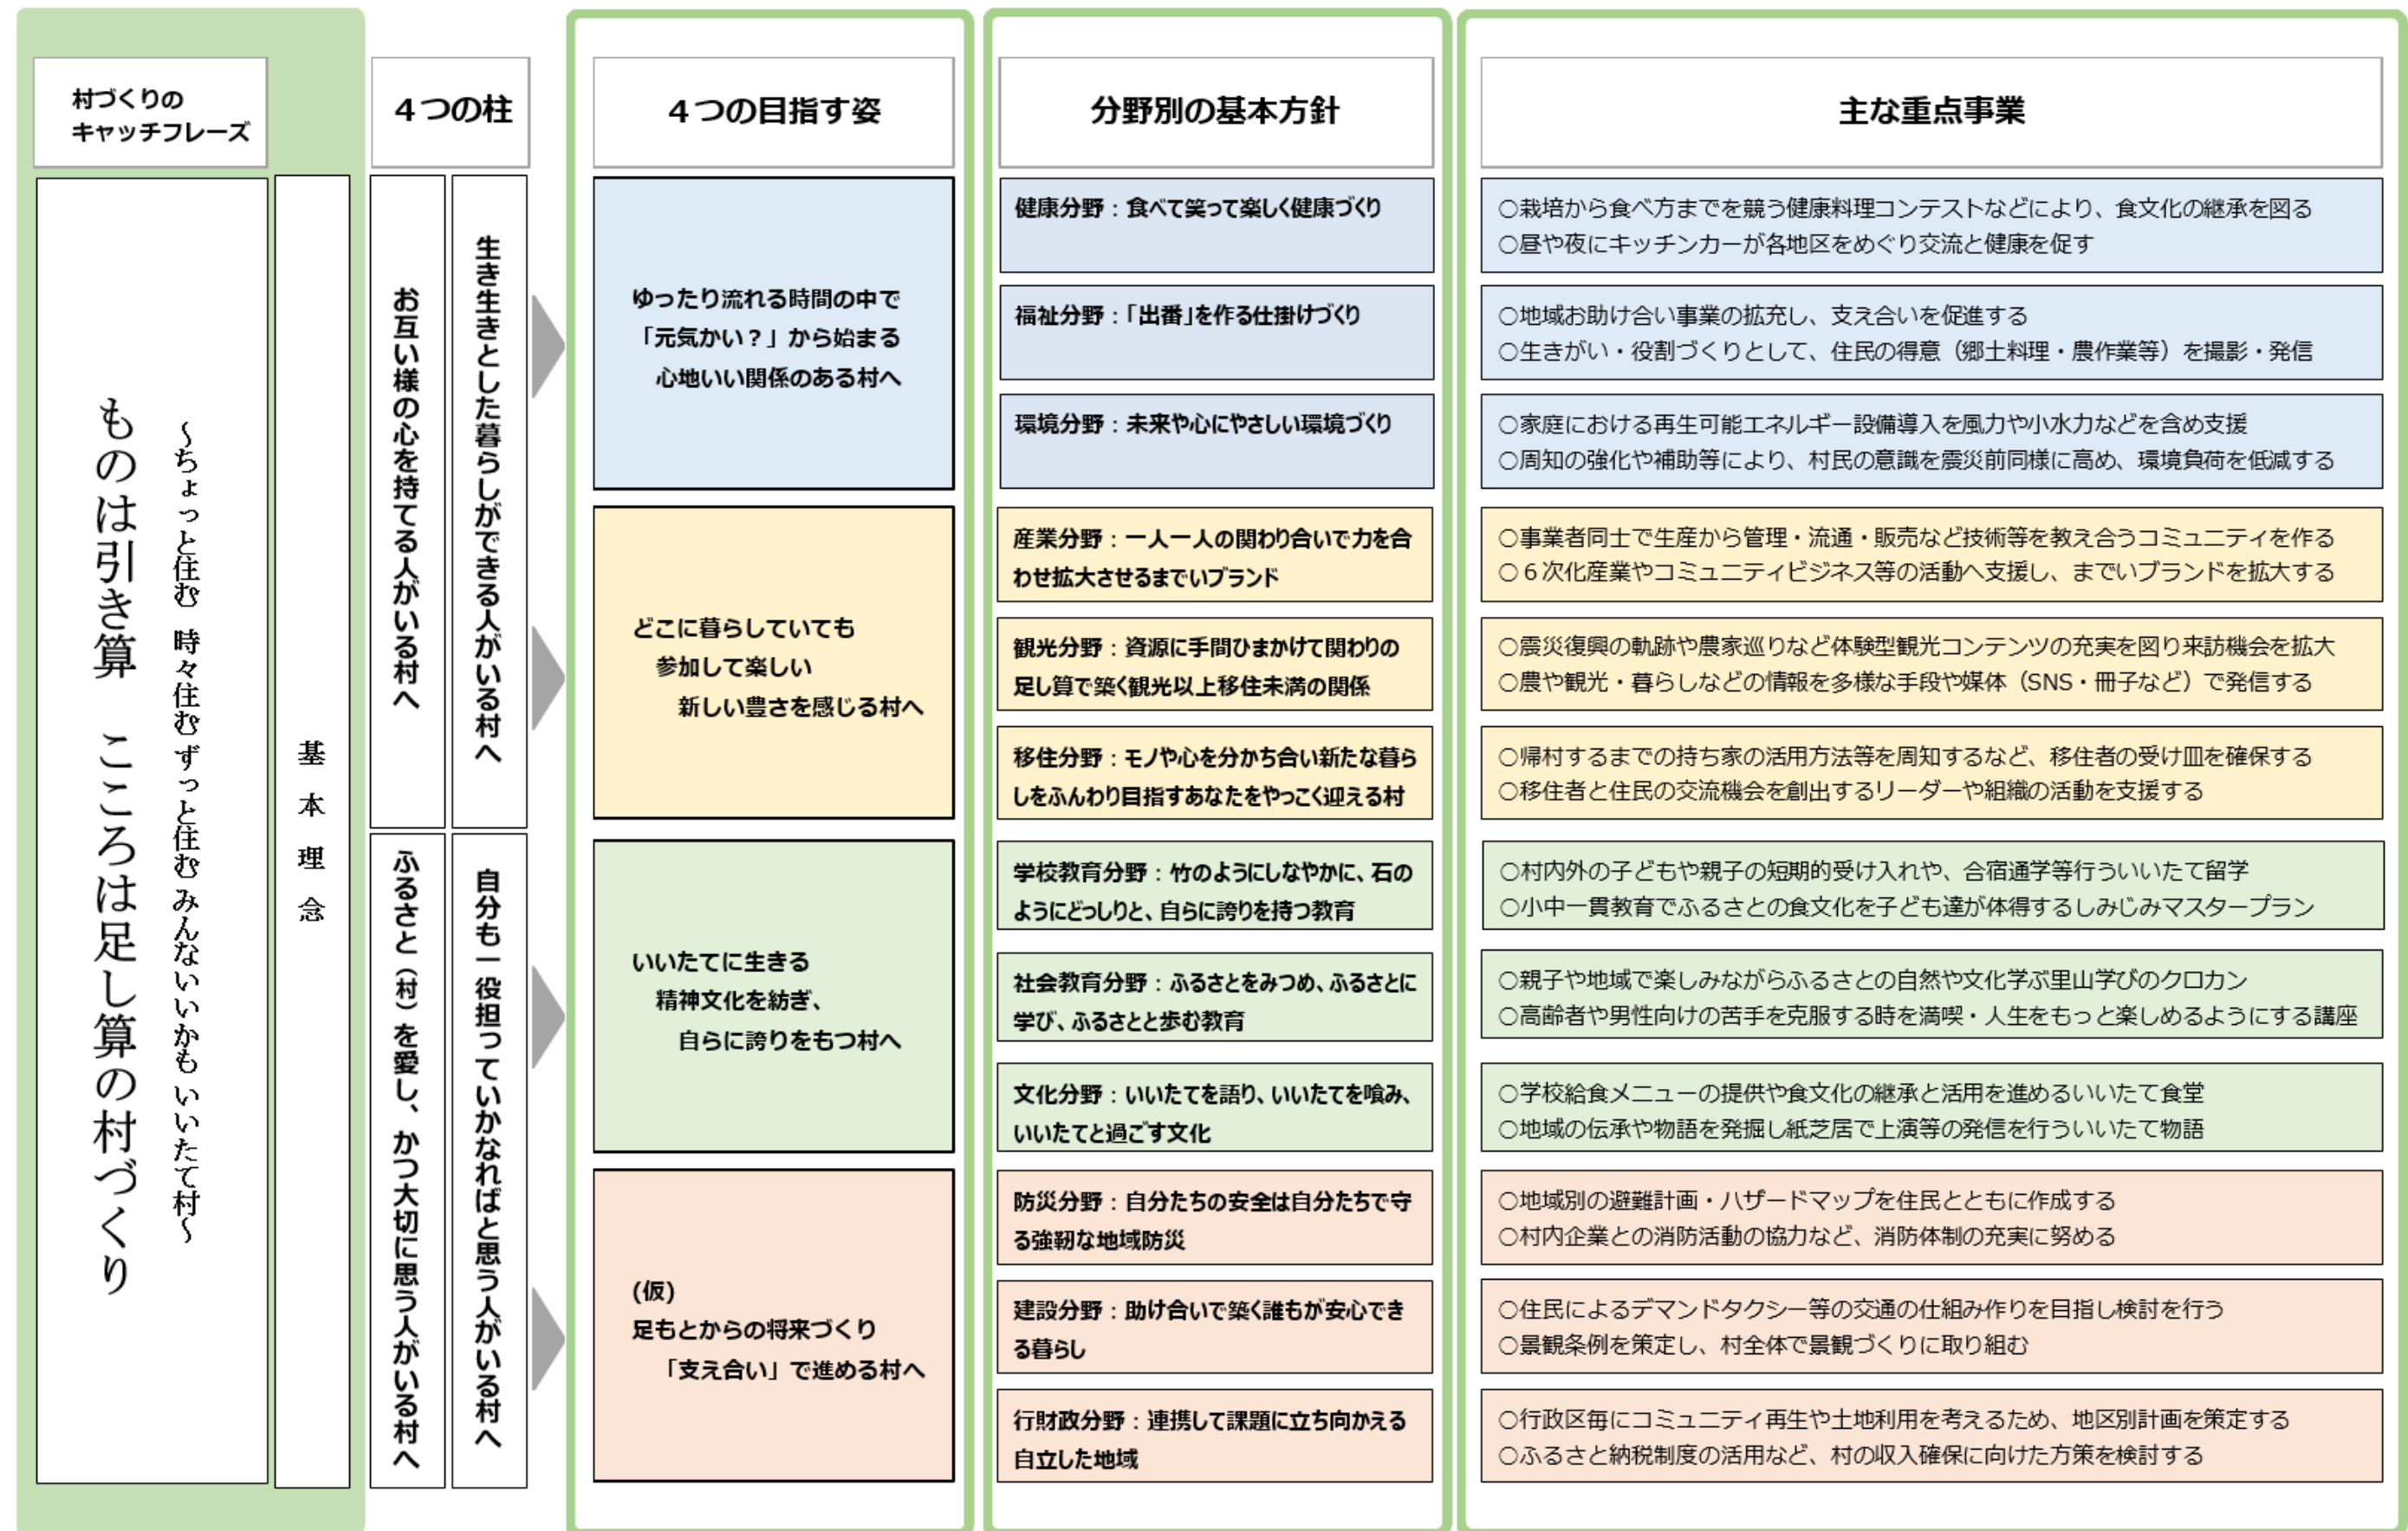 村づくりの
キャッチフレーズ
ものは引き算　こころは足し算の村づくり
～ちょっと住む 時々住む ずっと住む みんないいかも いいたて村～
基本理念
４つの柱
お互い様の心を持てる人がいる村へ
生き生きとした暮らしができる人がいる村へ
ふるさと（村）を愛し、かつ大切に思う人がいる村へ
自分も一役担っていかなればと思う人がいる村へ
４つの目指す姿
ゆったり流れる時間の中で
「元気かい？」から始まる
心地いい関係のある村へ
どこに暮らしていても
参加して楽しい
新しい豊さを感じる村へ
いいたてに生きる
精神文化を紡ぎ、
自らに誇りをもつ村へ
(仮)
足もとからの将来づくり
「支え合い」で進める村へ
分野別の基本方針
健康分野：食べて笑って楽しく健康づくり
福祉分野：「出番」を作る仕掛けづくり
環境分野：未来や心にやさしい環境づくり
産業分野：一人一人の関わり合いで力を合
わせ拡大させるまでいブランド
観光分野：資源に手間ひまかけて関わりの
足し算で築く観光以上移住未満の関係
移住分野：モノや心を分かち合い新たな暮ら
しをふんわり目指すあなたをやっこく迎える村
学校教育分野：竹のようにしなやかに、石の
ようにどっしりと、自らに誇りを持つ教育
社会教育分野：ふるさとをみつめ、ふるさとに
学び、ふるさとと歩む教育
文化分野：いいたてを語り、いいたてを喰み、
いいたてと過ごす文化
防災分野：自分たちの安全は自分たちで守
る強靭な地域防災
建設分野：助け合いで築く誰もが安心でき
る暮らし
行財政分野：連携して課題に立ち向かえる
自立した地域
主な重点事業
○栽培から食べ方までを競う健康料理コンテストなどにより、食文化の継承を図る
○昼や夜にキッチンカーが各地区をめぐり交流と健康を促す
○地域お助け合い事業の拡充し、支え合いを促進する
○生きがい・役割づくりとして、住民の得意（郷土料理・農作業等）を撮影・発信
○家庭における再生可能エネルギー設備導入を風力や小水力などを含め支援
○周知の強化や補助等により、村民の意識を震災前同様に高め、環境負荷を低減する
○事業者同士で生産から管理・流通・販売など技術等を教え合うコミュニティを作る
○６次化産業やコミュニティビジネス等の活動へ支援し、までいブランドを拡大する
○震災復興の軌跡や農家巡りなど体験型観光コンテンツの充実を図り来訪機会を拡大
○農や観光・暮らしなどの情報を多様な手段や媒体（SNS・冊子など）で発信する
○帰村するまでの持ち家の活用方法等を周知するなど、移住者の受け皿を確保する
○移住者と住民の交流機会を創出するリーダーや組織の活動を支援する
○村内外の子どもや親子の短期的受け入れや、合宿通学等行ういいたて留学
○小中一貫教育でふるさとの食文化を子ども達が体得するしみじみマスタープラン
○親子や地域で楽しみながらふるさとの自然や文化学ぶ里山学びのクロカン
○高齢者や男性向けの苦手を克服する時を満喫・人生をもっと楽しめるようにする講座
○学校給食メニューの提供や食文化の継承と活用を進めるいいたて食堂
○地域の伝承や物語を発掘し紙芝居で上演等の発信を行ういいたて物語
○地域別の避難計画・ハザードマップを住民とともに作成する
○村内企業との消防活動の協力など、消防体制の充実に努める
○住民によるデマンドタクシー等の交通の仕組み作りを目指し検討を行う
○景観条例を策定し、村全体で景観づくりに取り組む
○行政区毎にコミュニティ再生や土地利用を考えるため、地区別計画を策定する
○ふるさと納税制度の活用など、村の収入確保に向けた方策を検討する